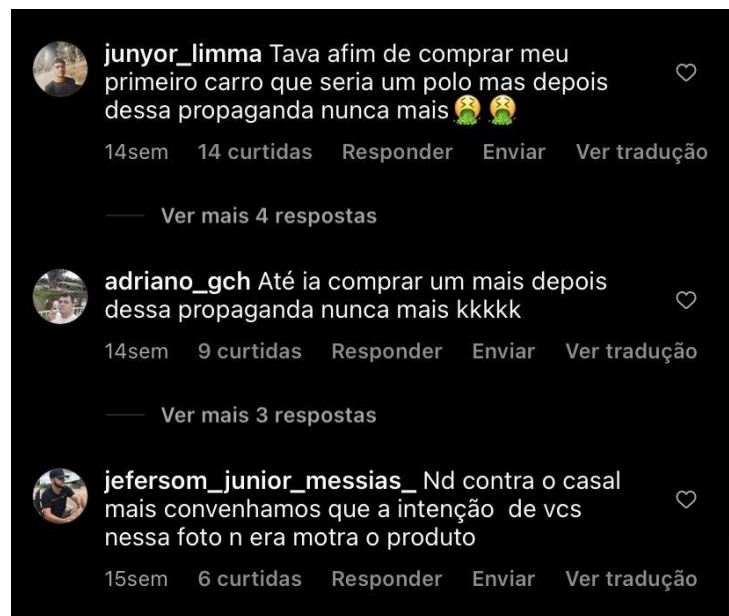 junyor_limma Tava afim de comprar meu
primeiro carro que seria um polo mas depois
dessa propaganda nunca mais🤮🤮
14sem 14 curtidas Responder Enviar Ver tradução
Ver mais 4 respostas
adriano_gch Até ia comprar um mais depois
dessa propaganda nunca mais kkkkk
14sem 9 curtidas Responder Enviar Ver tradução
Ver mais 3 respostas
jefersom_junior_messias_ Nd contra o casal
mais convenhamos que a intenção de vcs
nessa foto n era motra o produto
15sem 6 curtidas Responder Enviar Ver tradução